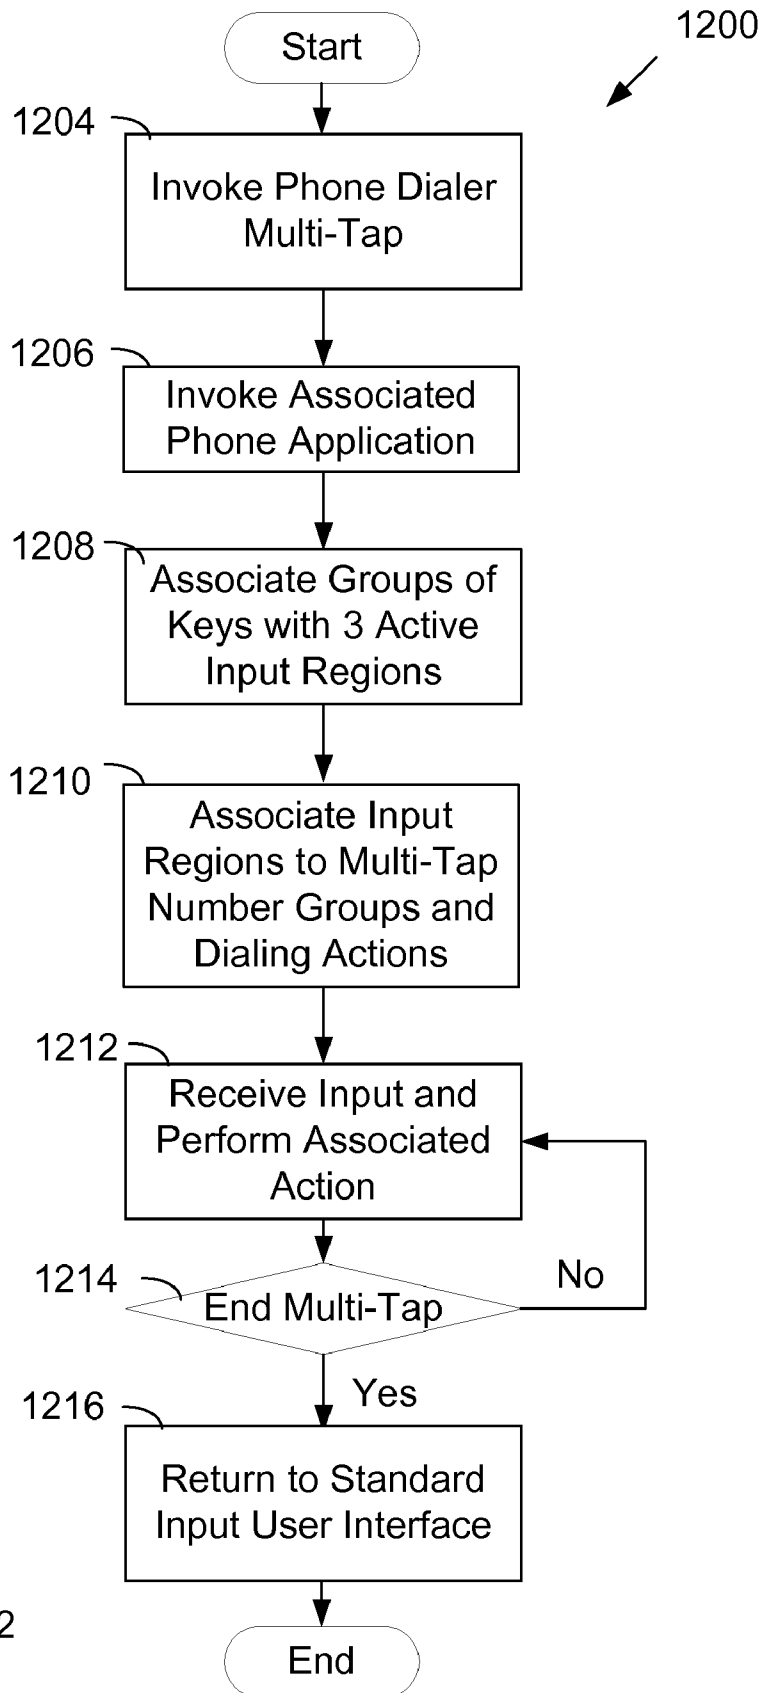 Start
1200
1204
Invoke Phone Dialer
Multi-Tap
1206
Invoke Associated
Phone Application
1208
Associate Groups of
Keys with 3 Active
Input Regions
1210
Associate Input
Regions to Multi-Tap
Number Groups and
Dialing Actions
1212
Receive Input and
Perform Associated
Action
1214
End Multi-Tap
No
Yes
1216
Return to Standard
Input User Interface
2
End